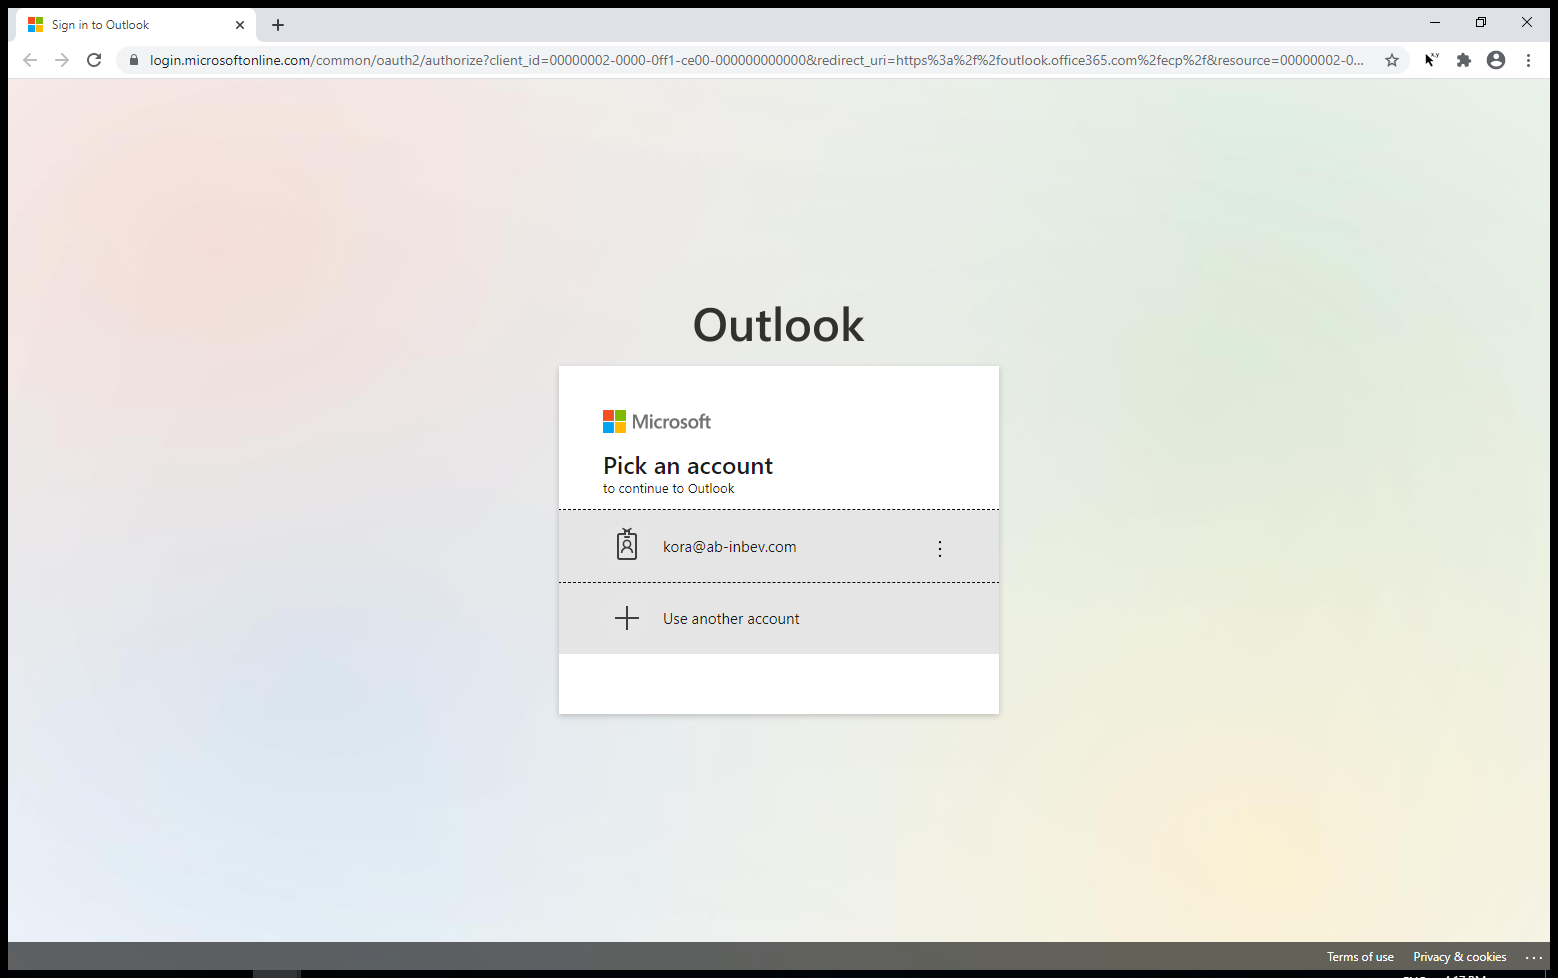 Sign in to Outlook
login.microsoftonline.com/common/oauth2/authorize?client_id=00000002-0000-0ff1-ce00-000000000000&redirect_uri=https%3a%2f%2foutlook.office365.com%2fecp%2f&resource=00000002-0...
Outlook
Microsoft
Pick an account
to continue to Outlook
kora@ab-inbev.com
Use another account
Terms of use Privacy & cookies ...